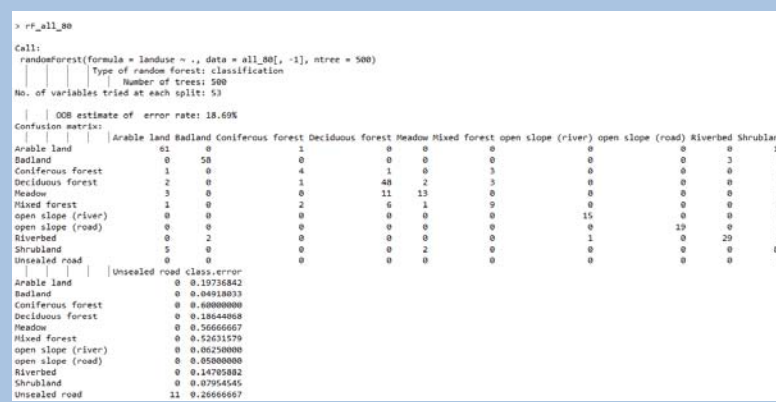 > rF_all_80
Call:
randomForest(formula = landuse ~ ., data = all_80[, -1], ntree = 500)
Type of random forest: classification
Number of trees: 500
No. of variables tried at each split: 53
OOB estimate of error rate: 18.69%
Confusion matrix:
Arable land Badland Coniferous forest Deciduous forest Meadow Mixed forest open slope (river) open slope (road) Riverbed Shrublan
Arable land 61 0 1 0 0 0 0 0 0
Badland 0 58 0 0 0 0 0 0 3
Coniferous forest 1 0 4 1 0 3 0 0 0
Deciduous forest 2 0 1 48 2 3 0 0 0
Meadow 3 0 0 11 13 0 0 0 0
Mixed forest 1 0 2 6 1 9 0 0 0
open slope (river) 0 0 0 0 0 0 15 0 0
open slope (road) 0 0 0 0 0 0 0 19 0
Riverbed 0 2 0 0 0 0 1 0 29
Shrubland 5 0 0 0 2 0 0 0 0
Unsealed road 0 0 0 0 0 0 0 0 0
Unsealed road class.error
Arable land 0 0.19736842
Badland 0 0.04918033
Coniferous forest 0 0.60000000
Deciduous forest 0 0.18644068
Meadow 0 0.56666667
Mixed forest 0 0.52631579
open slope (river) 0 0.06250000
open slope (road) 0 0.05000000
Riverbed 0 0.14705882
Shrubland 0 0.07954545
Unsealed road 11 0.26666667